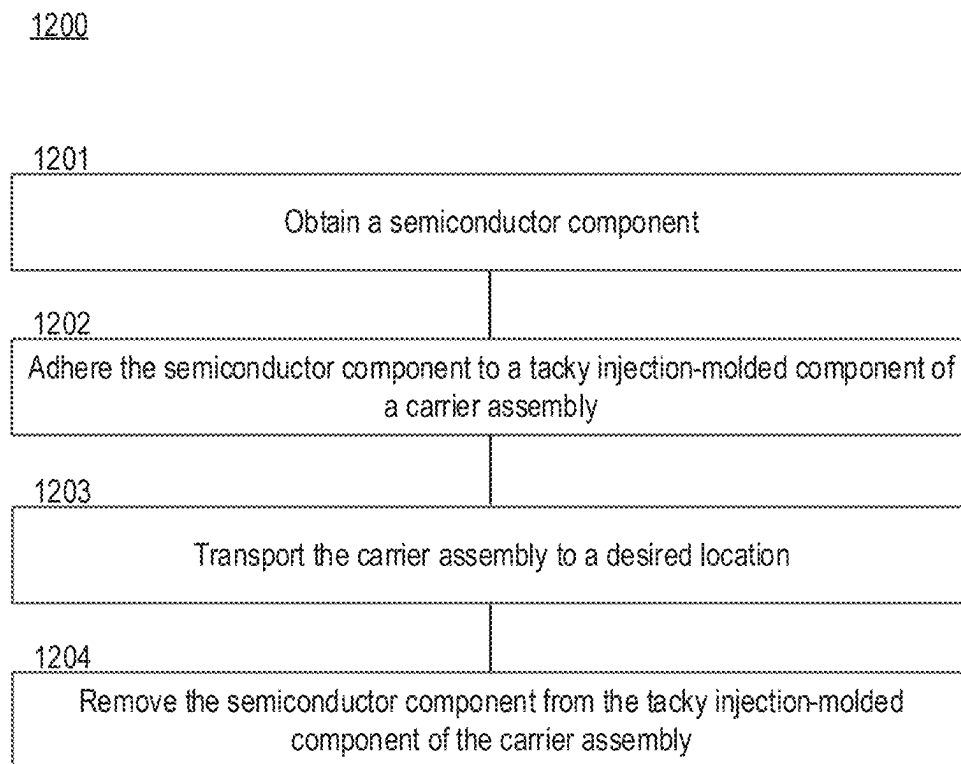 1200
1201
Obtain a semiconductor component
1202
Adhere the semiconductor component to a tacky injection-molded component of
a carrier assembly
1203
Transport the carrier assembly to a desired location
1204
Remove the semiconductor component from the tacky injection-molded
component of the carrier assembly